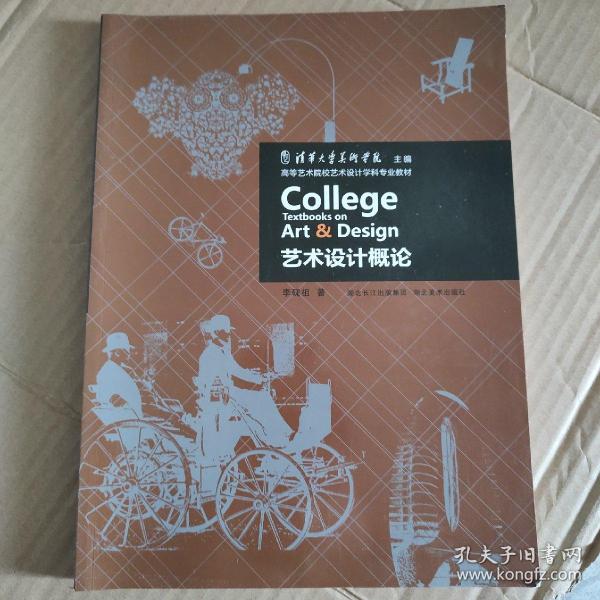 清华大学美术学院 主编
高等艺术院校艺术设计学科专业教材
College
Textbooks on
Art & Design
艺术设计概论
李砚祖 著 湖北长江出版集团 湖北美术出版社
孔夫子旧书网
www.kongfz.com